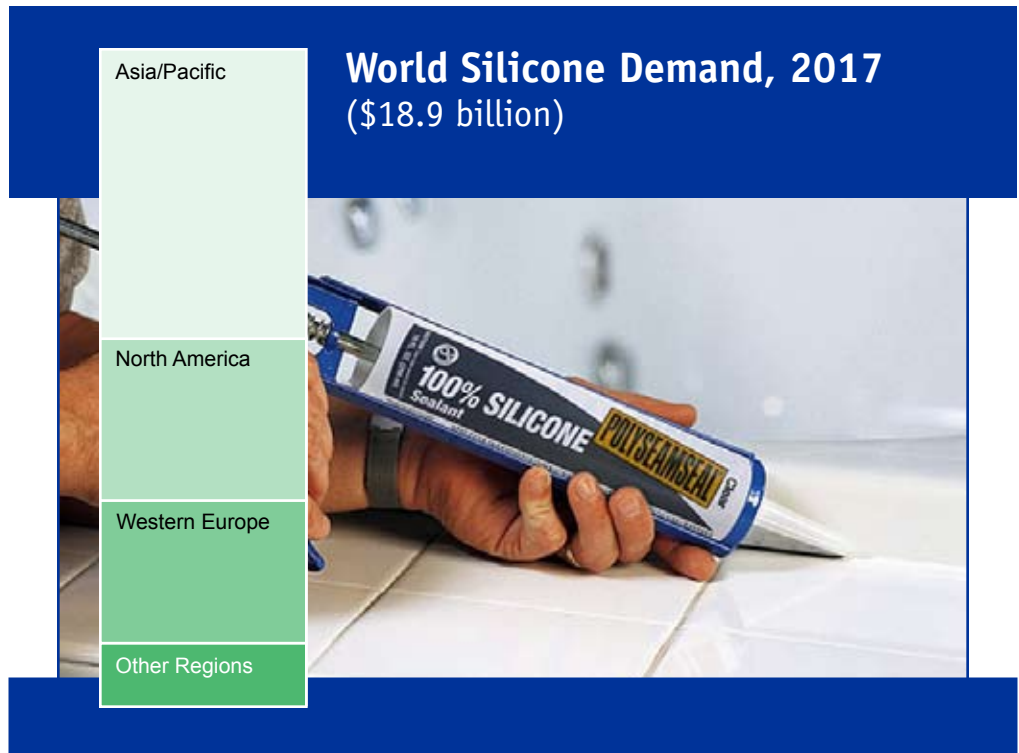 Asia/Pacific
World Silicone Demand, 2017
($18.9 billion)
North America
100% SILICONE
Sealant
POLYSEAMSEAL
Clear
Western Europe
Other Regions